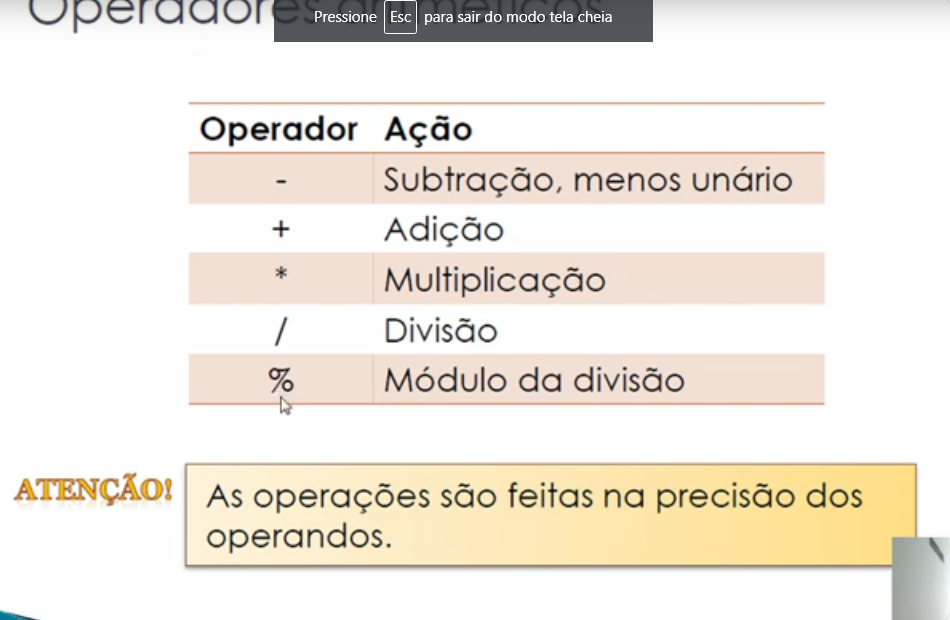 Operadores aritméticos
Pressione Esc para sair do modo tela cheia
Operador Ação
- Subtração, menos unário
+ Adição
* Multiplicação
/ Divisão
% Módulo da divisão
ATENÇÃO! As operações são feitas na precisão dos
operandos.